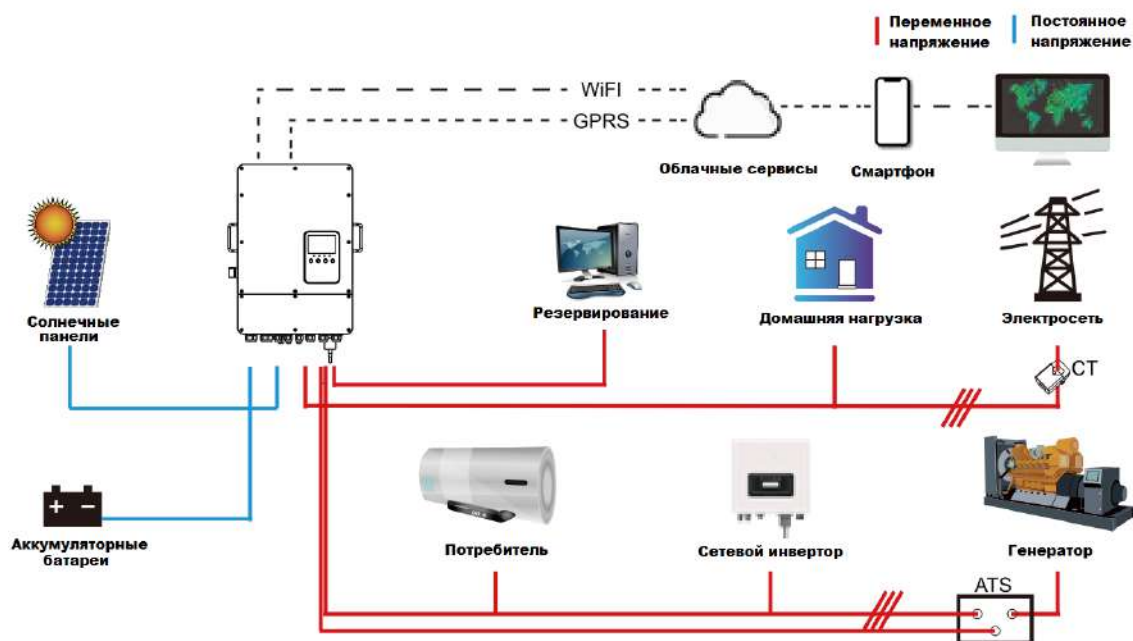 Переменное
напряжение
Постоянное
напряжение
WiFI
GPRS
Облачные сервисы
Смартфон
Солнечные
панели
Резервирование
Домашняя нагрузка
Электросеть
CT
Аккумуляторные
батареи
Потребитель
Сетевой инвертор
Генератор
ATS